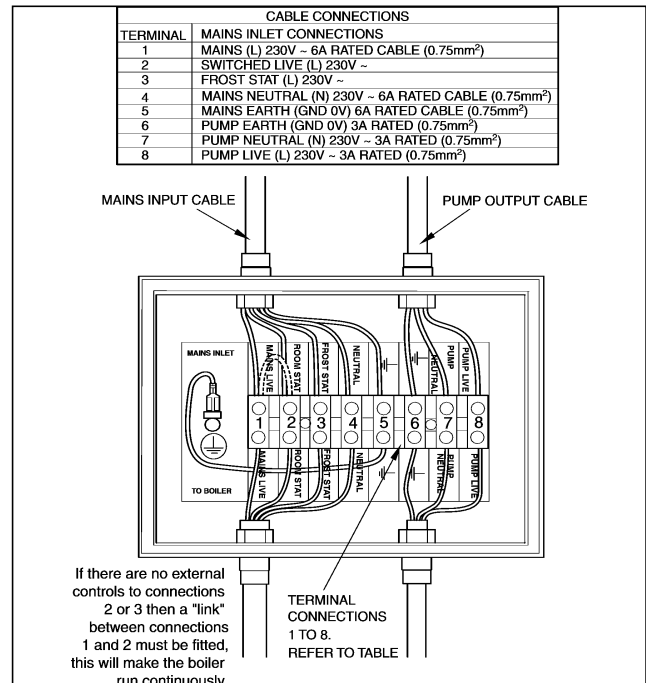 CABLE CONNECTIONS
TERMINAL MAINS INLET CONNECTIONS
1 MAINS (L) 230V ~ 6A RATED CABLE (0.75mm²)
2 SWITCHED LIVE (L) 230V ~
3 FROST STAT (L) 230V ~
4 MAINS NEUTRAL (N) 230V ~ 6A RATED CABLE (0.75mm²)
5 MAINS EARTH (GND 0V) 6A RATED CABLE (0.75mm²)
6 PUMP EARTH (GND 0V) 3A RATED (0.75mm²)
7 PUMP NEUTRAL (N) 230V ~ 3A RATED (0.75mm²)
8 PUMP LIVE (L) 230V ~ 3A RATED (0.75mm²)
MAINS INPUT CABLE
PUMP OUTPUT CABLE
MAINS INLET
MAINS LIVE
ROOM STAT
FROST STAT
NEUTRAL
PUMP
NEUTRAL
PUMP LIVE
1 2 3 4 5 6 7 8
MAINS LIVE
ROOM STAT
FROST STAT
NEUTRAL
PUMP
NEUTRAL
PUMP LIVE
TO BOILER
If there are no external
controls to connections
2 or 3 then a "link"
between connections
1 and 2 must be fitted,
this will make the boiler
run continuously
TERMINAL
CONNECTIONS
1 TO 8.
REFER TO TABLE